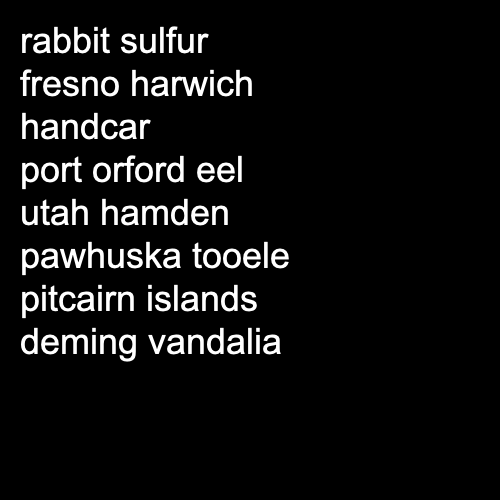 rabbit sulfur
fresno harwich
handcar
port orford eel
utah hamden
pawhuska tooele
pitcairn islands
deming vandalia